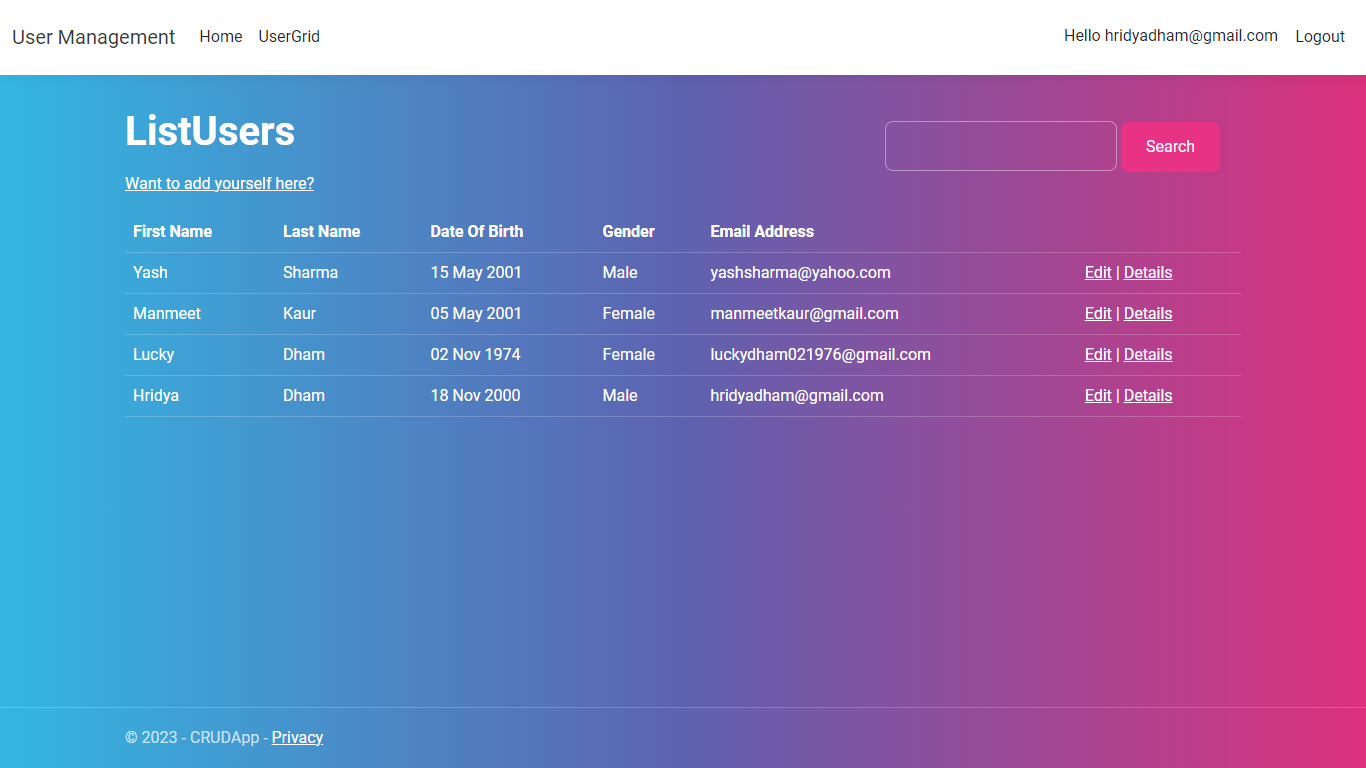 User Management Home UserGrid Hello hridyadham@gmail.com Logout
ListUsers
Search
Want to add yourself here?
First Name Last Name Date Of Birth Gender Email Address
Yash Sharma 15 May 2001 Male yashsharma@yahoo.com Edit | Details
Manmeet Kaur 05 May 2001 Female manmeetkaur@gmail.com Edit | Details
Lucky Dham 02 Nov 1974 Female luckydham021976@gmail.com Edit | Details
Hridya Dham 18 Nov 2000 Male hridyadham@gmail.com Edit | Details
© 2023 - CRUDApp - Privacy